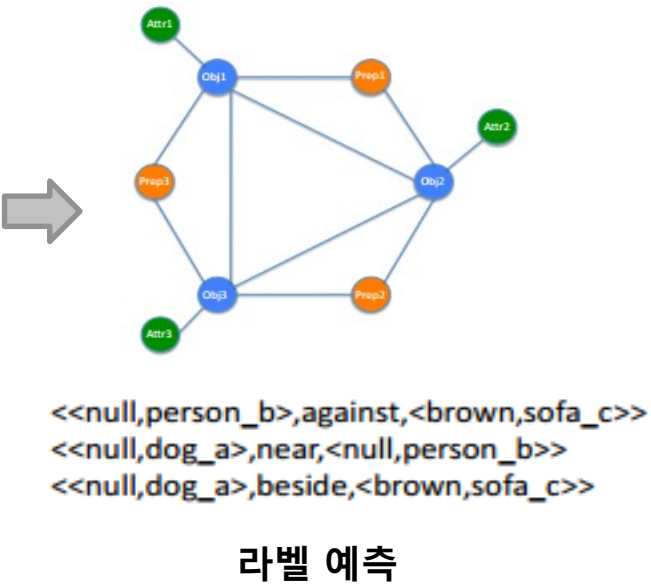 Attr1
Obj1
Prep1
Attr2
Prep3
Obj2
Obj3
Prep2
Attr3
<<null,person_b>,against,<brown,sofa_c>>
<<null,dog_a>,near,<null,person_b>>
<<null,dog_a>,beside,<brown,sofa_c>>
라벨 예측